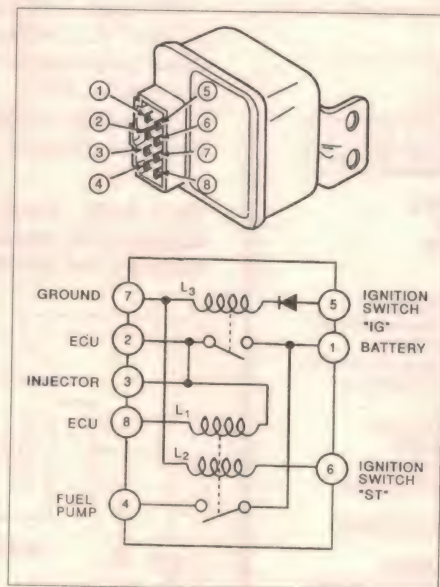 1
2
3
4
5
6
7
8
GROUND 7 L3 5 IGNITION SWITCH "IG"
ECU 2 1 BATTERY
INJECTOR 3
ECU 8 L1
L2 6 IGNITION SWITCH "ST"
FUEL PUMP 4